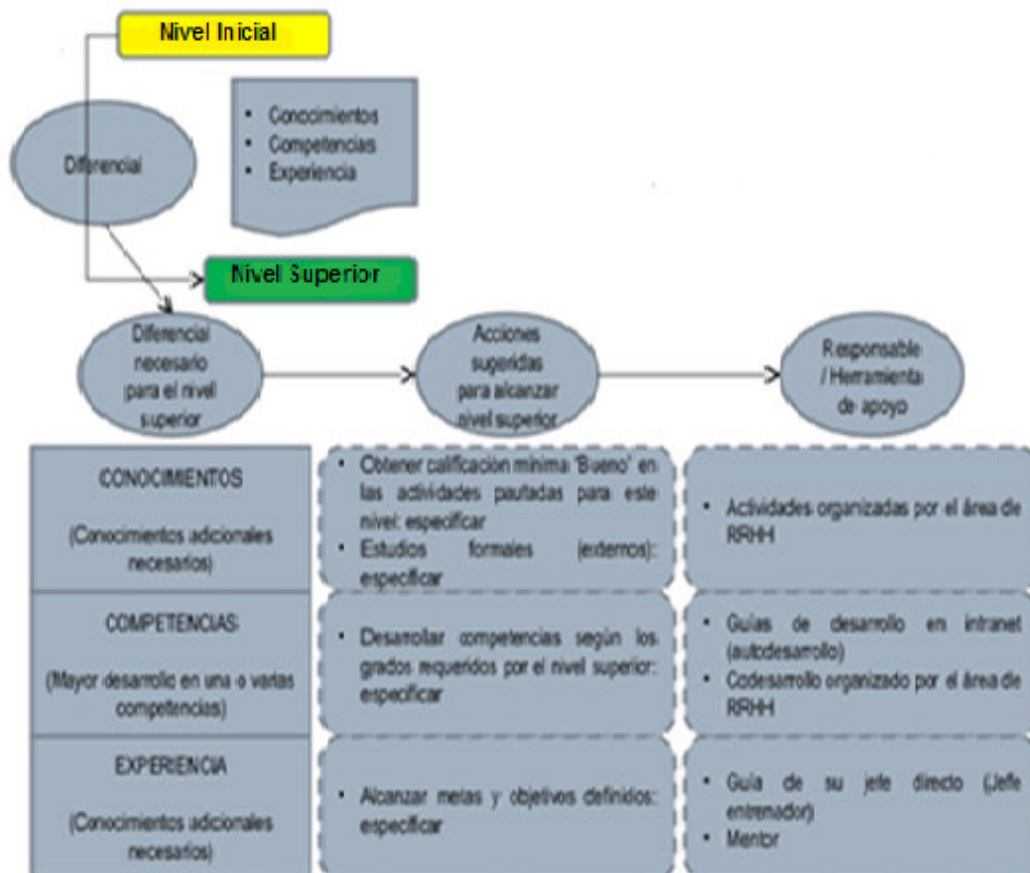 Nivel Inicial
• Conocimientos
• Competencias
• Experiencia
Diferencial
Nivel Superior
Diferencial
necesario
para el nivel
superior
Acciones
sugeridas
para alcanzar
nivel superior
Responsable
/ Herramienta
de apoyo
CONOCIMIENTOS
(Conocimientos adicionales
necesarios)
• Obtener calificación mínima "Bueno" en
las actividades pautadas para este
nivel: especificar
• Estudios formales (externos):
especificar
• Actividades organizadas por el área de
RRHH
COMPETENCIAS
(Mayor desarrollo en una o varias
competencias)
• Desarrollar competencias según los
grados requeridos por el nivel superior:
especificar
• Guías de desarrollo en intranet
(autodesarrollo)
• Codesarrollo organizado por el área de
RRHH
EXPERIENCIA
(Conocimientos adicionales
necesarios)
• Alcanzar metas y objetivos definidos:
especificar
• Guía de su jefe directo (Jefe
entrenador)
• Mentor